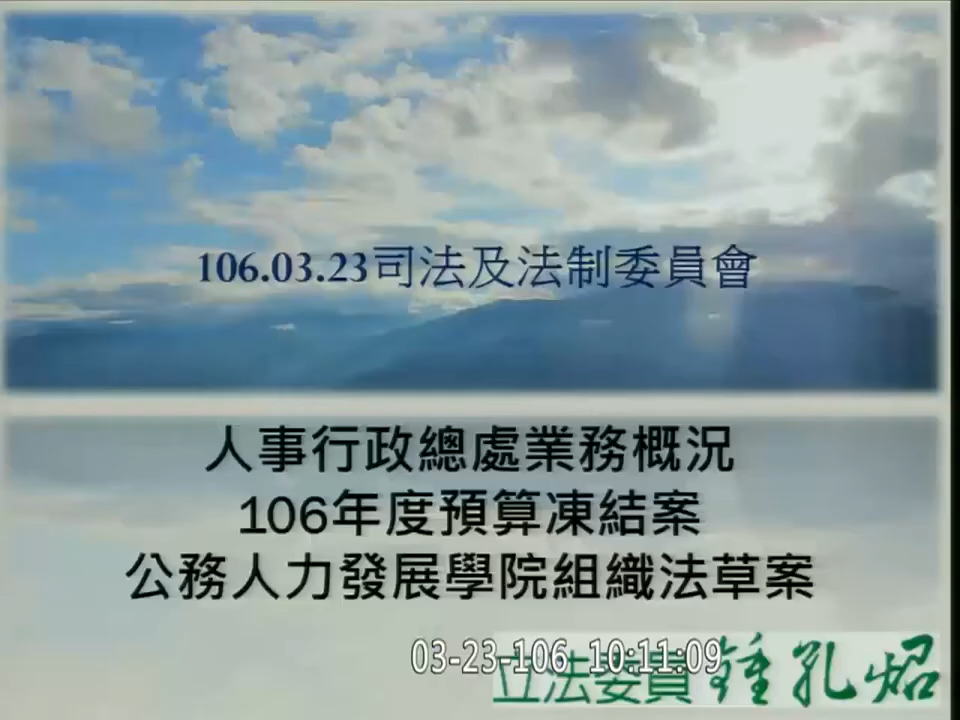 106.03.23司法及法制委員會
人事行政總處業務概況
106年度預算凍結案
公務人力發展學院組織法草案
03-23-106 10:11:09
立法委員 鍾孔炤